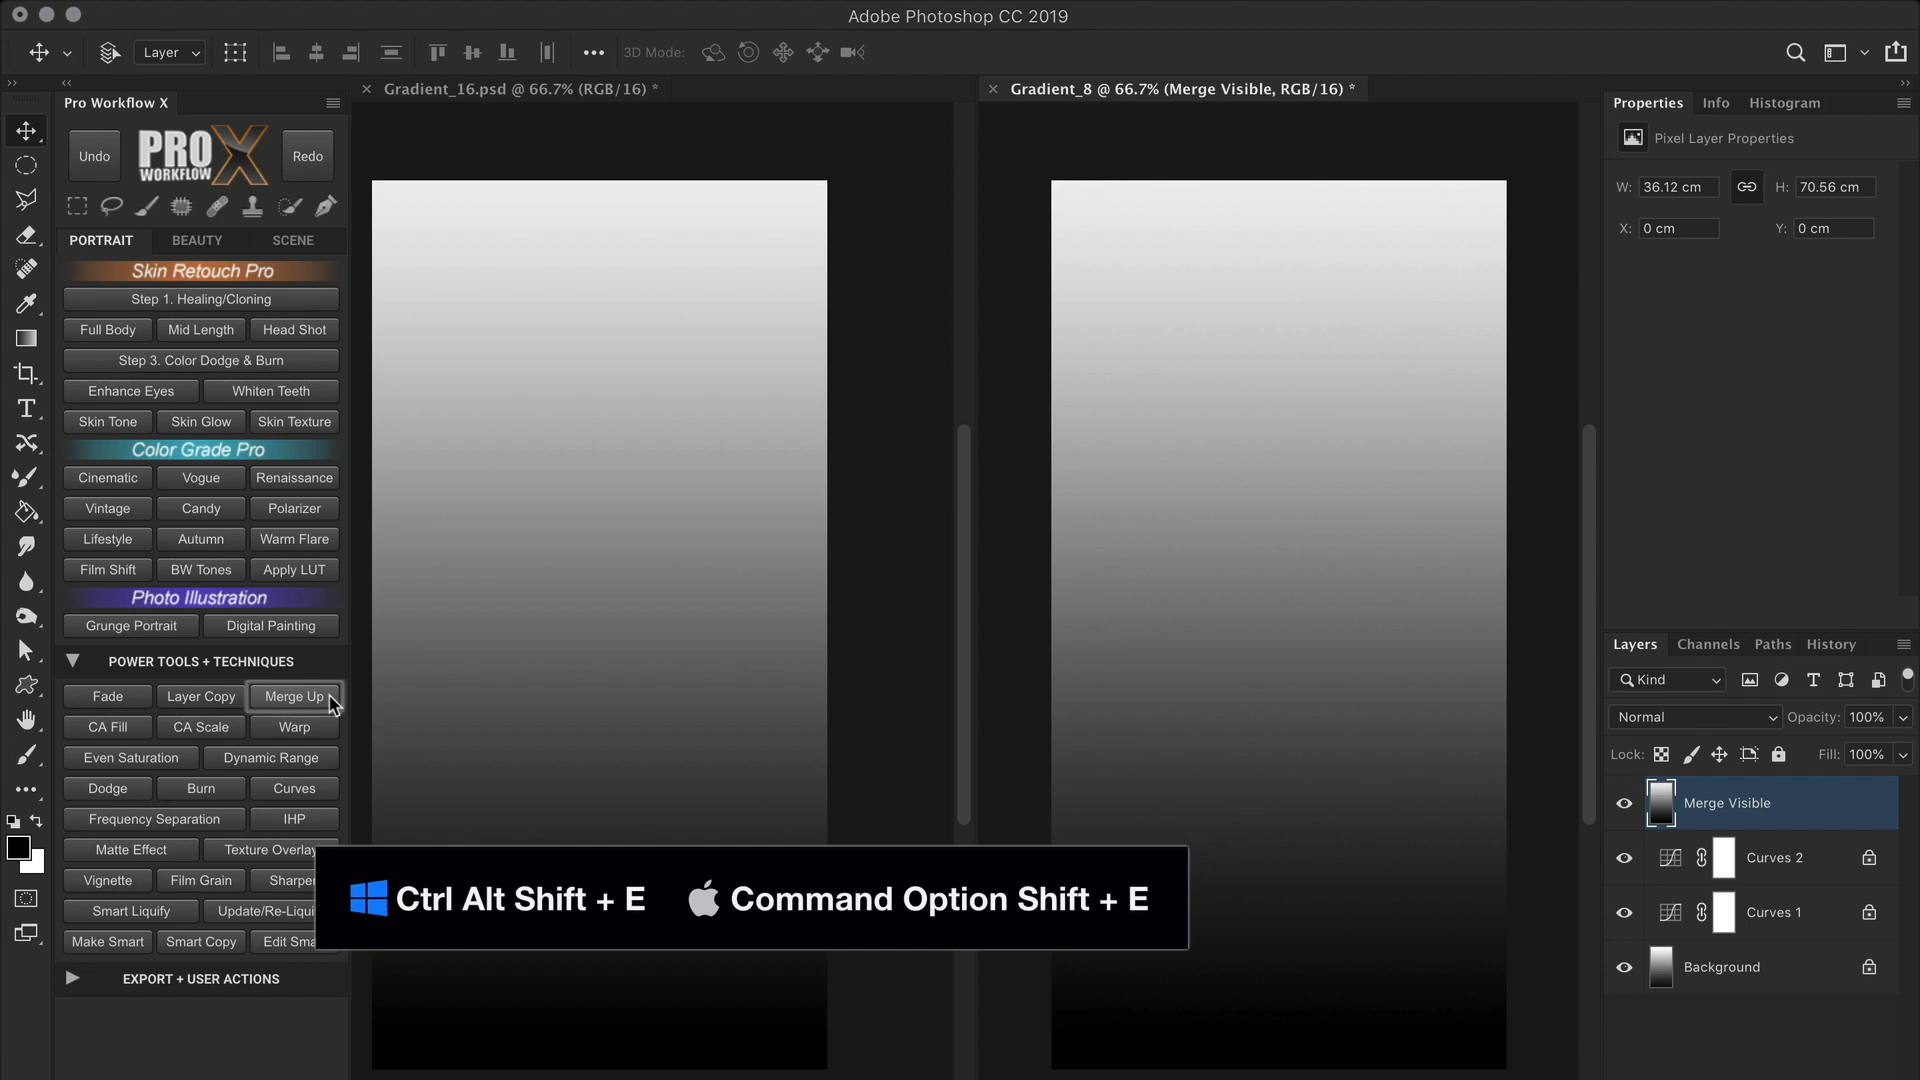 Adobe Photoshop CC 2019
Layer
3D Mode:
Pro Workflow X
Gradient_16.psd @ 66.7% (RGB/16) *
Gradient_8 @ 66.7% (Merge Visible, RGB/16) *
Undo
PRO X
WORKFLOW
Redo
PORTRAIT BEAUTY SCENE
Skin Retouch Pro
Step 1. Healing/Cloning
Full Body Mid Length Head Shot
Step 3. Color Dodge & Burn
Enhance Eyes Whiten Teeth
Skin Tone Skin Glow Skin Texture
Color Grade Pro
Cinematic Vogue Renaissance
Vintage Candy Polarizer
Lifestyle Autumn Warm Flare
Film Shift BW Tones Apply LUT
Photo Illustration
Grunge Portrait Digital Painting
POWER TOOLS + TECHNIQUES
Fade Layer Copy Merge Up
CA Fill CA Scale Warp
Even Saturation Dynamic Range
Dodge Burn Curves
Frequency Separation IHP
Matte Effect Texture Overlay
Vignette Film Grain Sharpen
Smart Liquify Update/Re-Liqui
Make Smart Smart Copy Edit Sma
EXPORT + USER ACTIONS
Ctrl Alt Shift + E Command Option Shift + E
Properties Info Histogram
Pixel Layer Properties
W: 36.12 cm H: 70.56 cm
X: 0 cm Y: 0 cm
Layers Channels Paths History
Kind
Normal Opacity: 100%
Lock: Fill: 100%
Merge Visible
Curves 2
Curves 1
Background